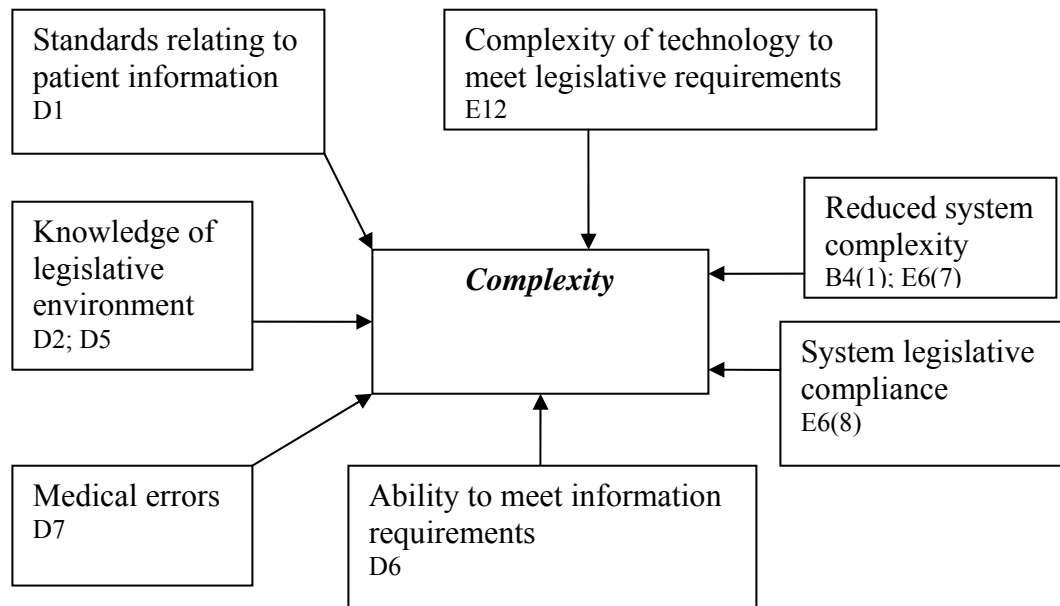 Standards relating to
patient information
D1
Complexity of technology to
meet legislative requirements
E12
Knowledge of
legislative
environment
D2; D5
Complexity
Reduced system
complexity
B4(1); E6(7)
System legislative
compliance
E6(8)
Medical errors
D7
Ability to meet information
requirements
D6